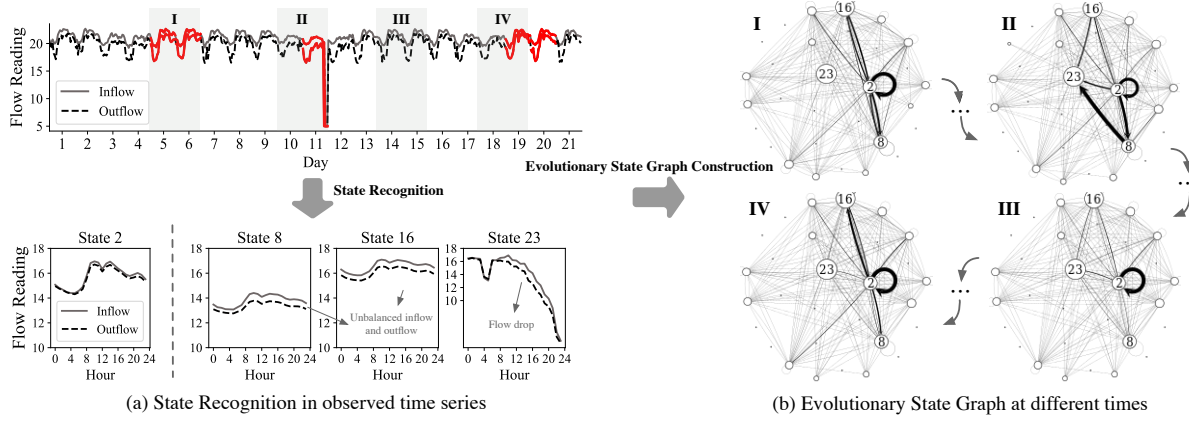 I II III IV
Flow Reading
20
15
10
5
Inflow
Outflow
1 2 3 4 5 6 7 8 9 10 11 12 13 14 15 16 17 18 19 20 21
Day
State Recognition
Evolutionary State Graph Construction
State 2
State 8
State 16
State 23
Flow Reading
18
16
14
12
10
Inflow
Outflow
0 4 8 12 16 20 24
Hour
18
16
14
12
10
0 4 8 12 16 20 24
Hour
18
16
14
12
10
Unbalanced inflow
and outflow
0 4 8 12 16 20 24
Hour
18
16
14
12
10
Flow drop
0 4 8 12 16 20 24
Hour
(a) State Recognition in observed time series
I
16
23
2
8
II
16
23
2
8
IV
16
23
2
8
III
16
23
2
8
(b) Evolutionary State Graph at different times